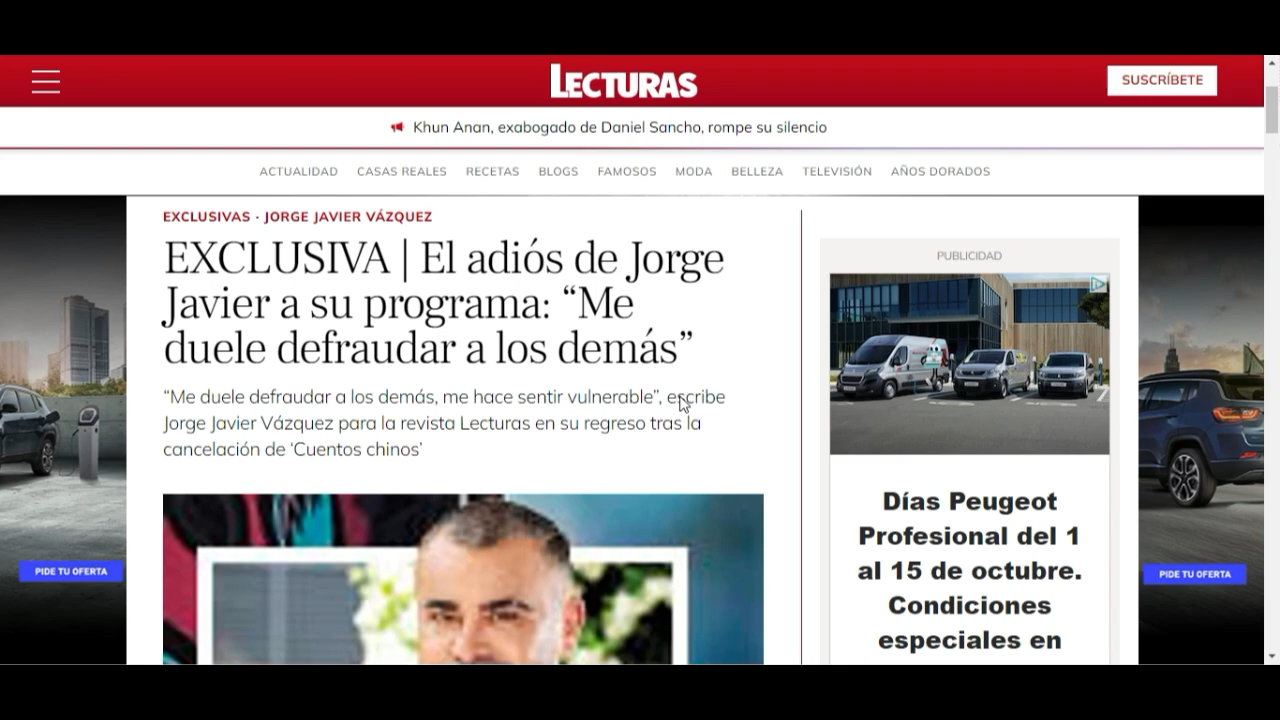 LECTURAS
SUSCRÍBETE
Khun Anan, exabogado de Daniel Sancho, rompe su silencio
ACTUALIDAD CASAS REALES RECETAS BLOGS FAMOSOS MODA BELLEZA TELEVISIÓN AÑOS DORADOS
EXCLUSIVAS · JORGE JAVIER VÁZQUEZ
EXCLUSIVA | El adiós de Jorge
Javier a su programa: “Me
duele defraudar a los demás”
“Me duele defraudar a los demás, me hace sentir vulnerable”, escribe
Jorge Javier Vázquez para la revista Lecturas en su regreso tras la
cancelación de ‘Cuentos chinos’
PUBLICIDAD
Días Peugeot
Profesional del 1
al 15 de octubre.
Condiciones
especiales en
PIDE TU OFERTA
PIDE TU OFERTA